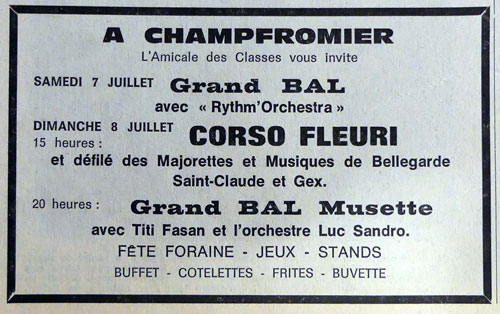 A CHAMPFROMIER
L'Amicale des Classes vous invite
SAMEDI 7 JUILLET Grand BAL
avec « Rythm'Orchestra »
DIMANCHE 8 JUILLET
15 heures : CORSO FLEURI
et défilé des Majorettes et Musiques de Bellegarde
Saint-Claude et Gex.
20 heures : Grand BAL Musette
avec Titi Fasan et l'orchestre Luc Sandro.
FÊTE FORAINE - JEUX - STANDS
BUFFET - COTELETTES - FRITES - BUVETTE